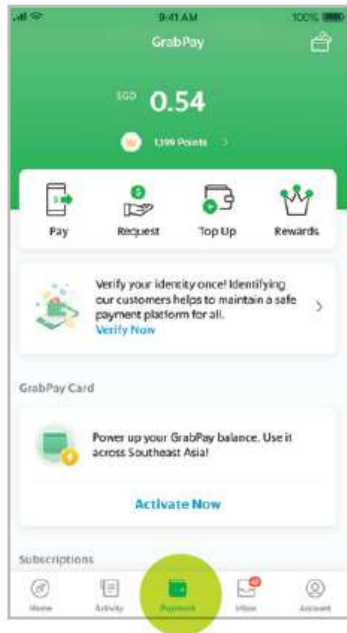 9:41 AM
100%
GrabPay
SGD 0.54
1,199 Points
Pay
Request
Top Up
Rewards
Verify your identity once! Identifying
our customers helps to maintain a safe
payment platform for all.
Verify Now
GrabPay Card
Power up your GrabPay balance. Use it
across Southeast Asia!
Activate Now
Subscriptions
Home
Activity
Payment
Inbox
Account